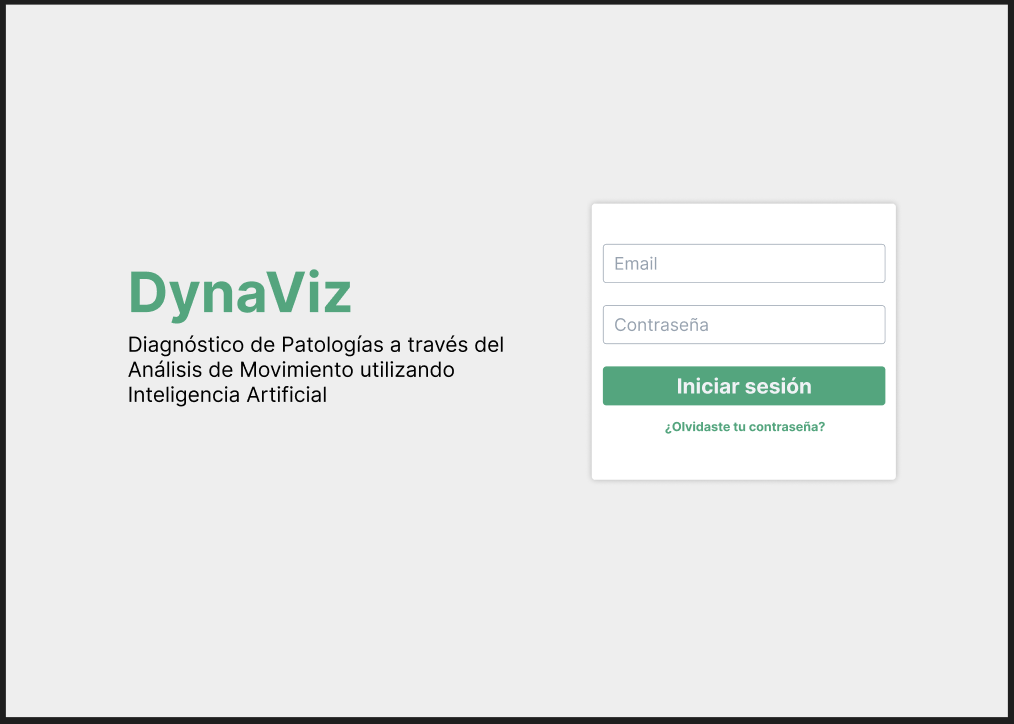 DynaViz
Diagnóstico de Patologías a través del
Análisis de Movimiento utilizando
Inteligencia Artificial
Email
Contraseña
Iniciar sesión
¿Olvidaste tu contraseña?